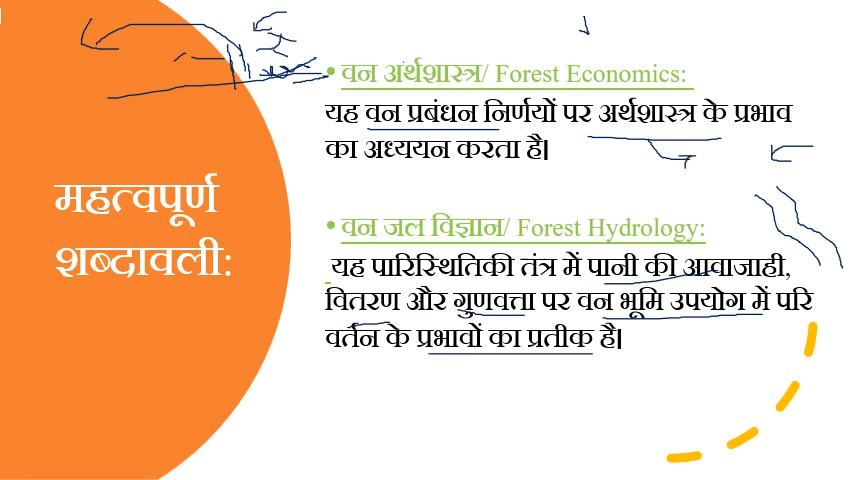 महत्वपूर्ण
शब्दावली:
• वन अर्थशास्त्र/ Forest Economics:
यह वन प्रबंधन निर्णयों पर अर्थशास्त्र के प्रभाव
का अध्ययन करता है।
• वन जल विज्ञान/ Forest Hydrology:
यह पारिस्थितिकी तंत्र में पानी की आवाजाही,
वितरण और गुणवत्ता पर वन भूमि उपयोग में परि
वर्तन के प्रभावों का प्रतीक है।